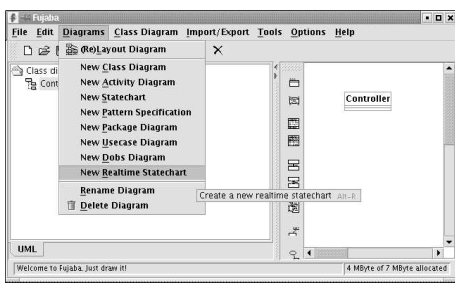 Fujaba
File Edit Diagrams Class Diagram Import/Export Tools Options Help
(Re)Layout Diagram
New Class Diagram
New Activity Diagram
New Statechart
New Pattern Specification
New Package Diagram
New Usecase Diagram
New Dobs Diagram
New Realtime Statechart
Rename Diagram
Delete Diagram
Create a new realtime statechart Alt-R
Class di
Cont
Controller
UML
Welcome to Fujaba. Just draw it!
4 MByte of 7 MByte allocated